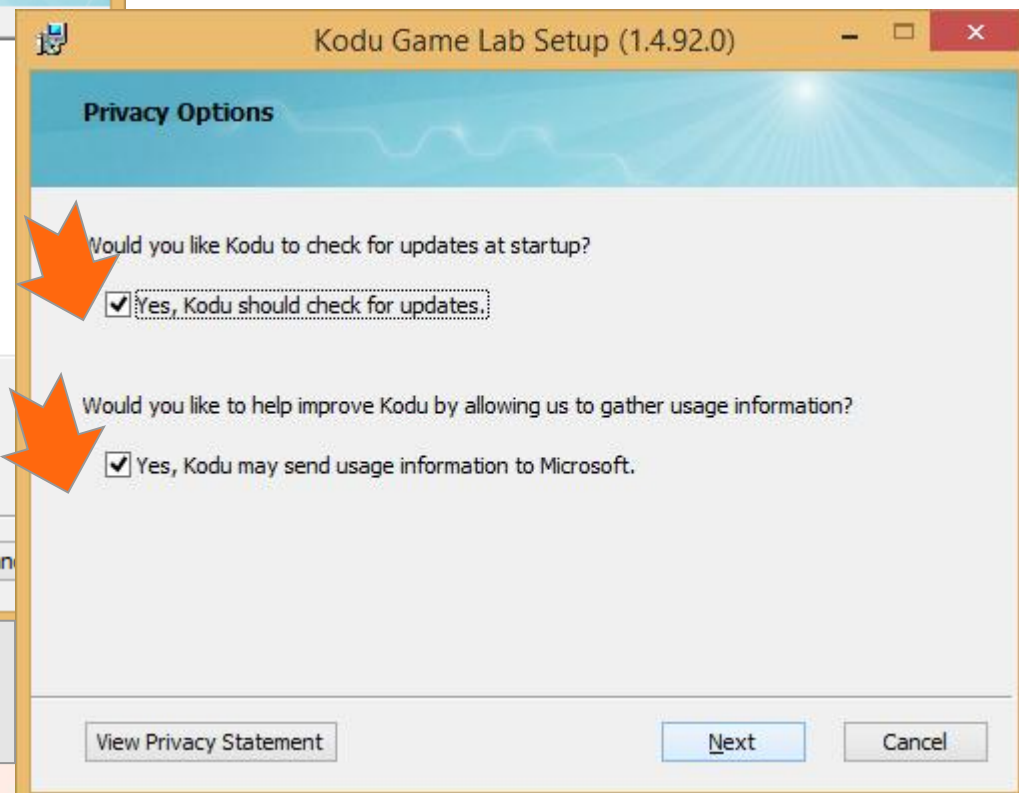 Kodu Game Lab Setup (1.4.92.0)
Privacy Options
Would you like Kodu to check for updates at startup?
Yes, Kodu should check for updates.
Would you like to help improve Kodu by allowing us to gather usage information?
Yes, Kodu may send usage information to Microsoft.
View Privacy Statement
Next
Cancel